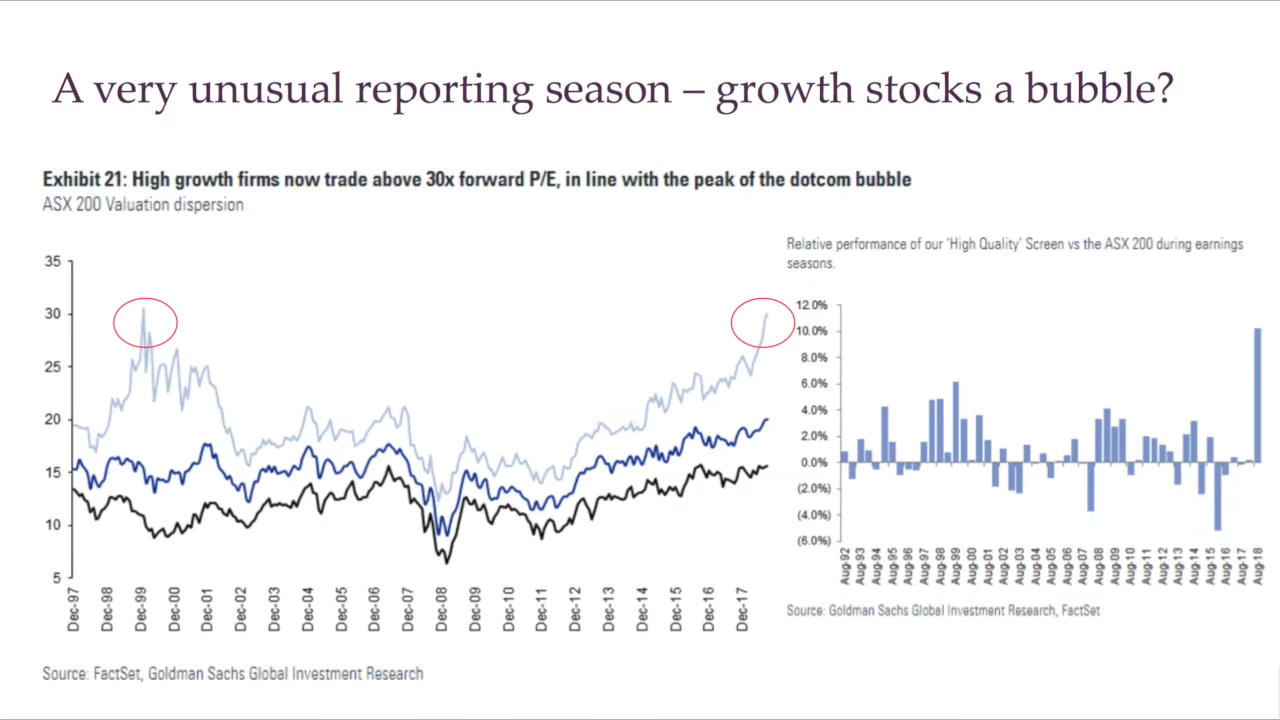 A very unusual reporting season – growth stocks a bubble?
Exhibit 21: High growth firms now trade above 30x forward P/E, in line with the peak of the dotcom bubble
ASX 200 Valuation dispersion
35
30
25
20
15
10
5
Dec-97
Dec-98
Dec-99
Dec-00
Dec-01
Dec-02
Dec-03
Dec-04
Dec-05
Dec-06
Dec-07
Dec-08
Dec-09
Dec-10
Dec-11
Dec-12
Dec-13
Dec-14
Dec-15
Dec-16
Dec-17
Source: FactSet, Goldman Sachs Global Investment Research
Relative performance of our 'High Quality' Screen vs the ASX 200 during earnings
seasons.
12.0%
10.0%
8.0%
6.0%
4.0%
2.0%
0.0%
(2.0%)
(4.0%)
(6.0%)
Aug-92
Aug-93
Aug-94
Aug-95
Aug-96
Aug-97
Aug-98
Aug-99
Aug-00
Aug-01
Aug-02
Aug-03
Aug-04
Aug-05
Aug-06
Aug-07
Aug-08
Aug-09
Aug-10
Aug-11
Aug-12
Aug-13
Aug-14
Aug-15
Aug-16
Aug-17
Aug-18
Source: Goldman Sachs Global Investment Research, FactSet